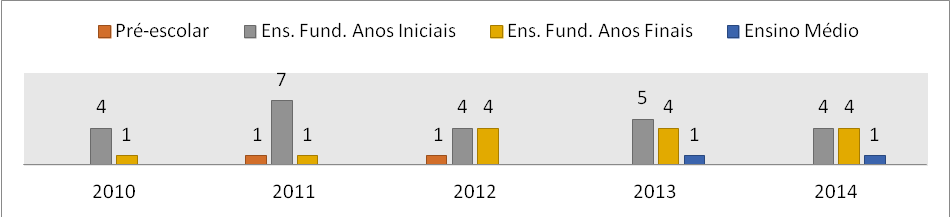 Pré-escolar Ens. Fund. Anos Iniciais Ens. Fund. Anos Finais Ensino Médio
7
5
4 4 4 4 4 4
1 1 1 1 1 1
2010 2011 2012 2013 2014